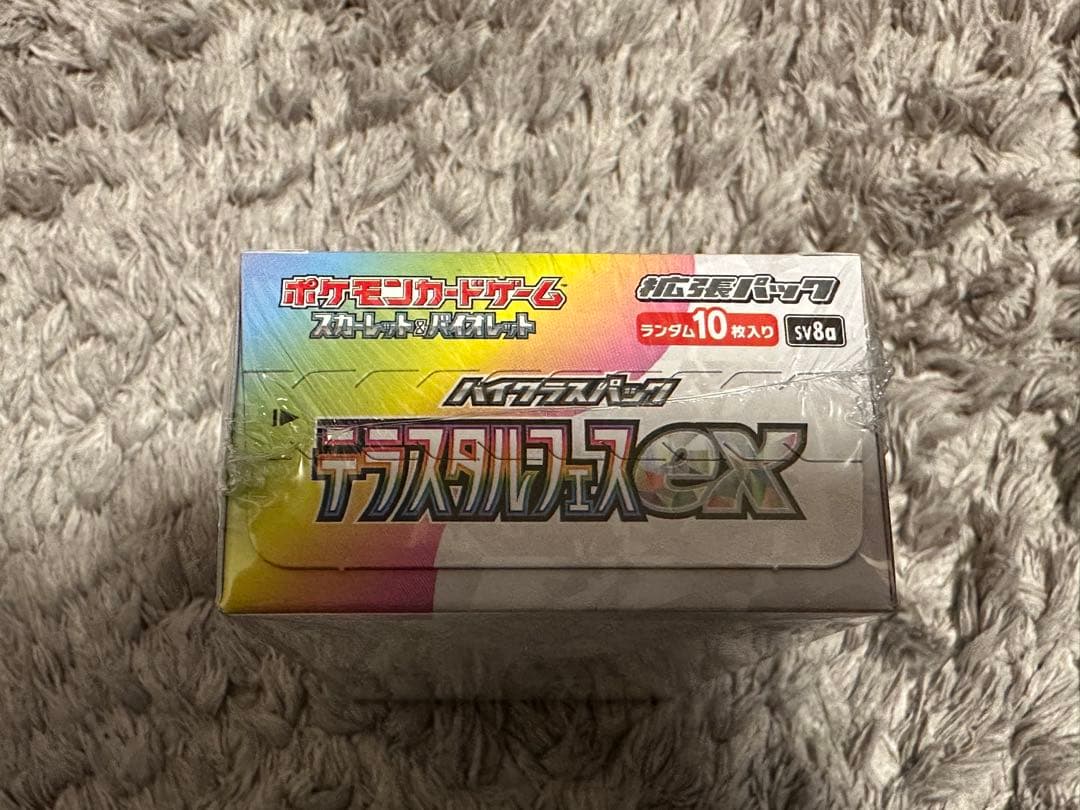 ポケモンカードゲーム
スカーレット&バイオレット
拡張パック
ランダム10枚入り
sv8a
ハイクラスパック
テラスタルフェスex